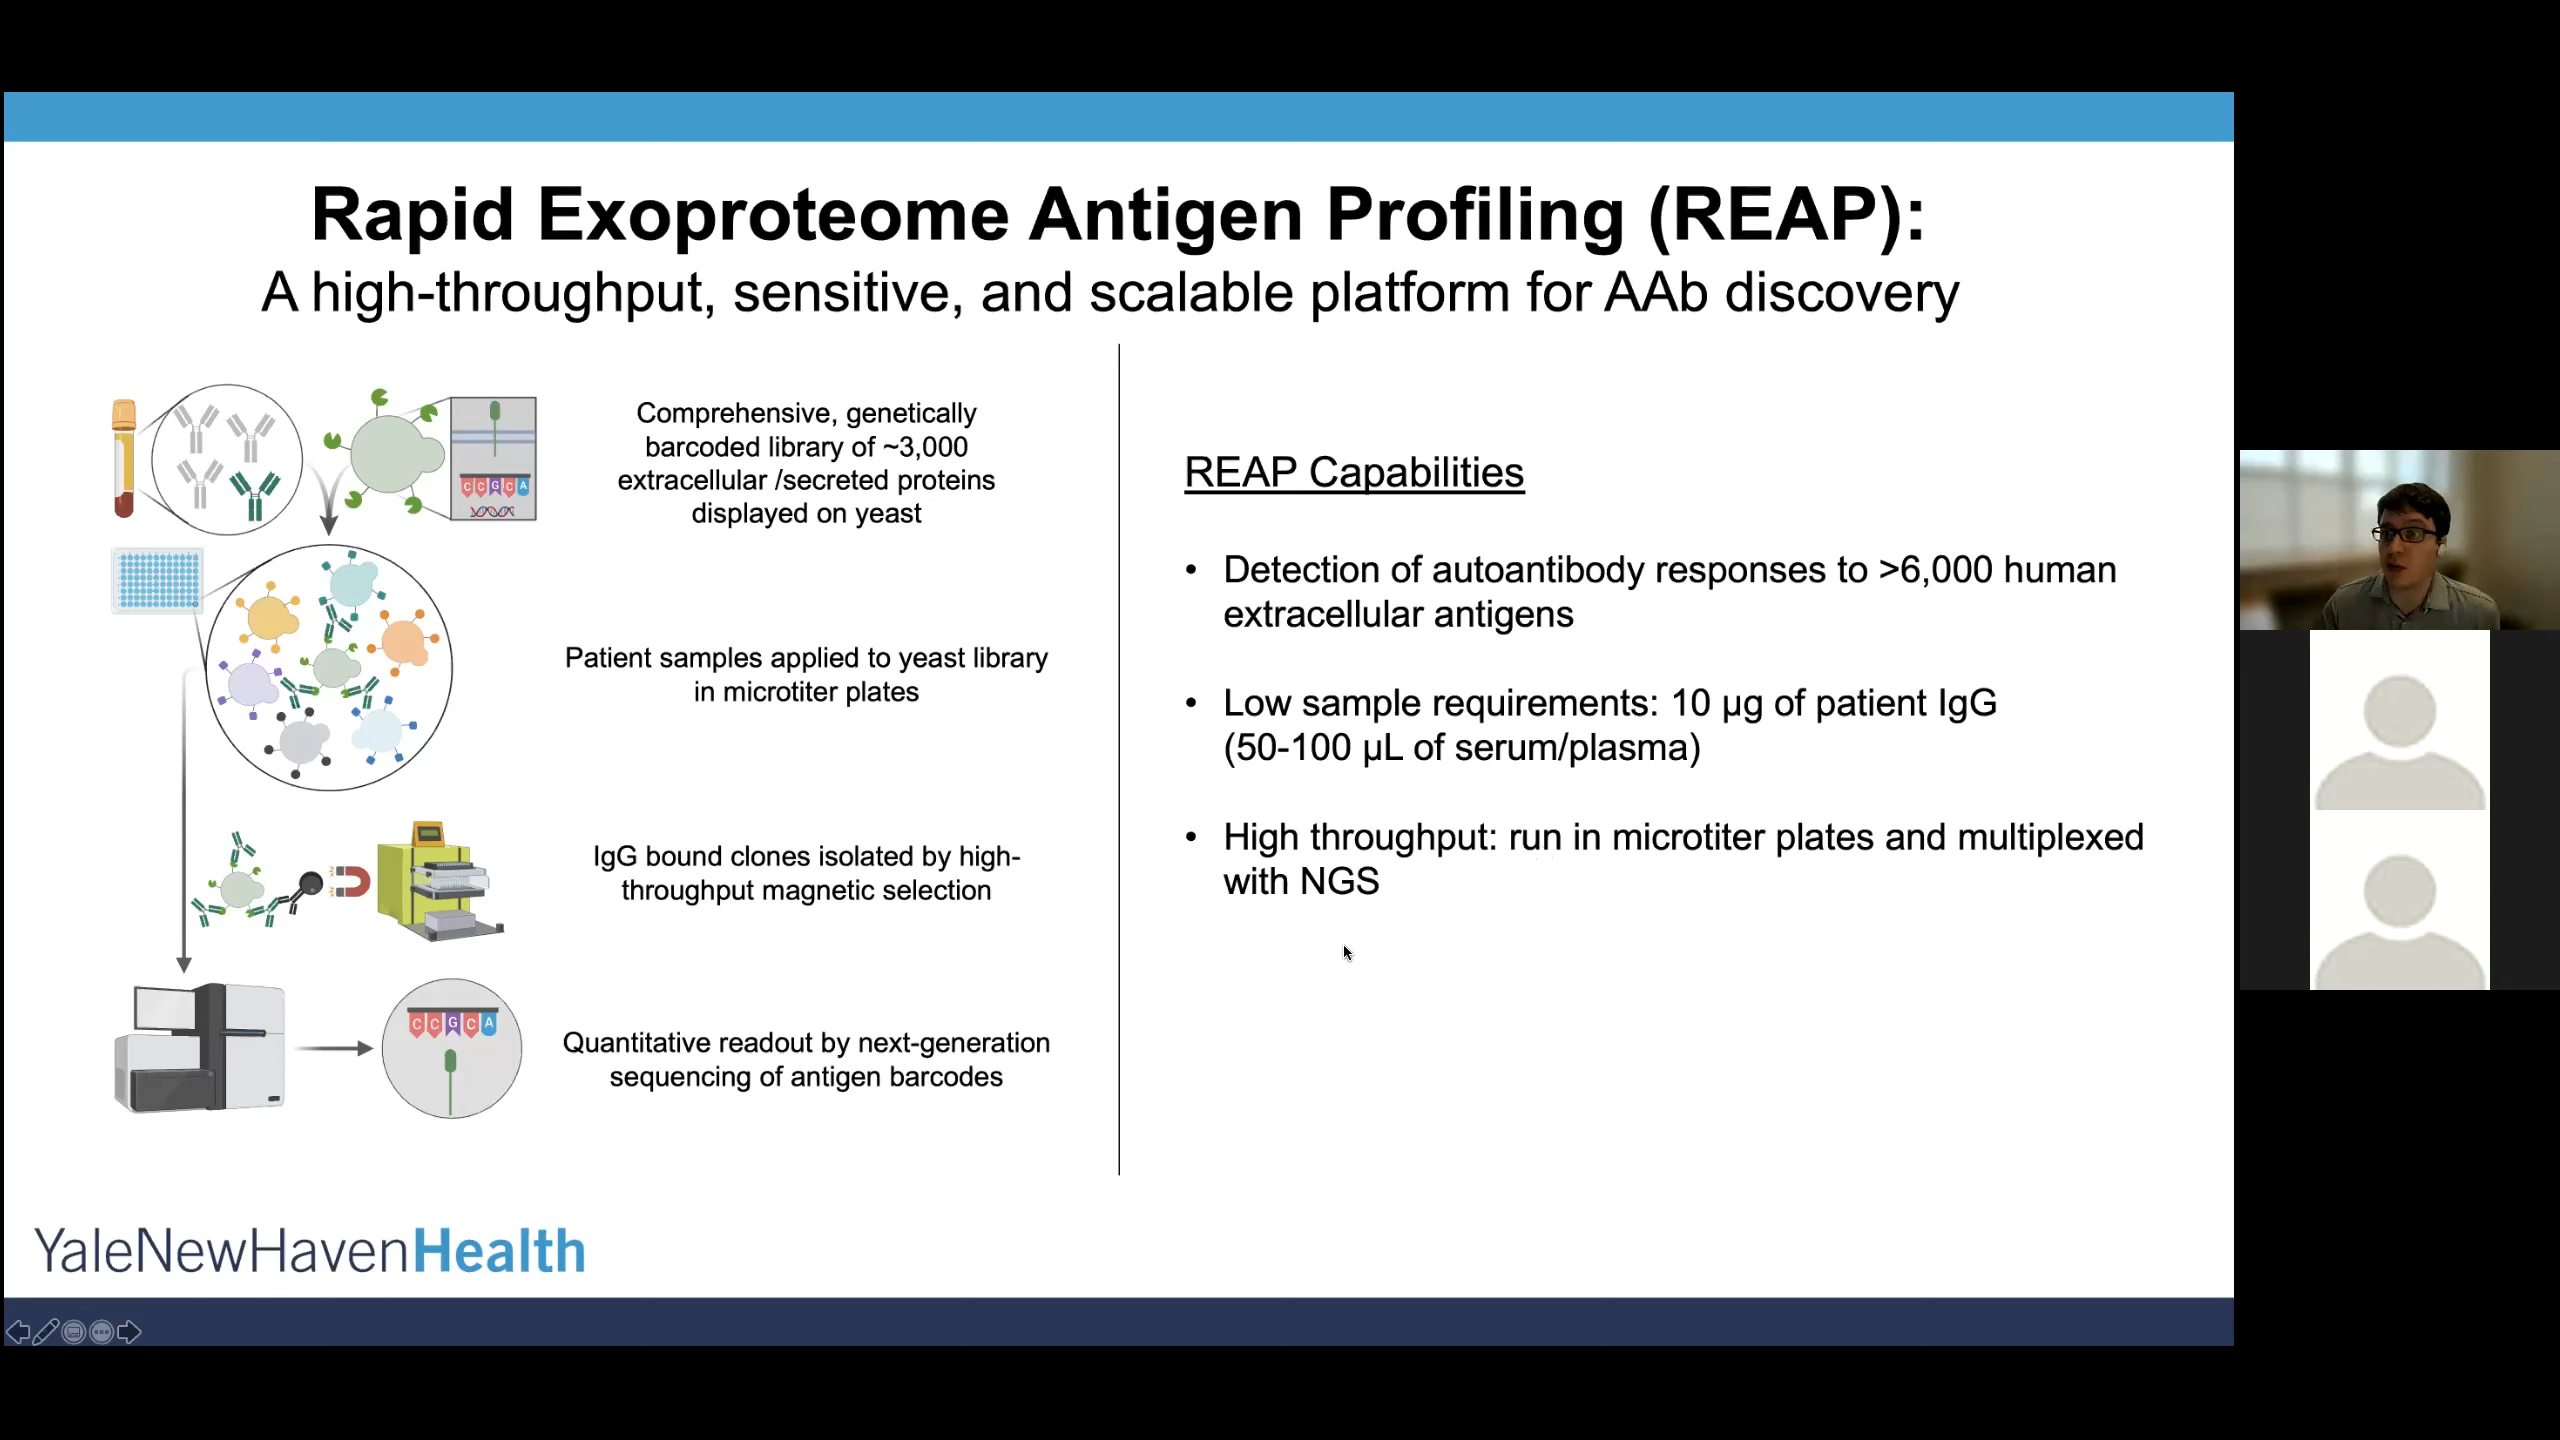 Rapid Exoproteome Antigen Profiling (REAP):
A high-throughput, sensitive, and scalable platform for AAb discovery
Comprehensive, genetically
barcoded library of ~3,000
extracellular /secreted proteins
displayed on yeast
CCGCA
Patient samples applied to yeast library
in microtiter plates
IgG bound clones isolated by high-
throughput magnetic selection
CCGCA
Quantitative readout by next-generation
sequencing of antigen barcodes
REAP Capabilities
• Detection of autoantibody responses to >6,000 human
extracellular antigens
• Low sample requirements: 10 µg of patient IgG
(50-100 µL of serum/plasma)
• High throughput: run in microtiter plates and multiplexed
with NGS
YaleNewHavenHealth